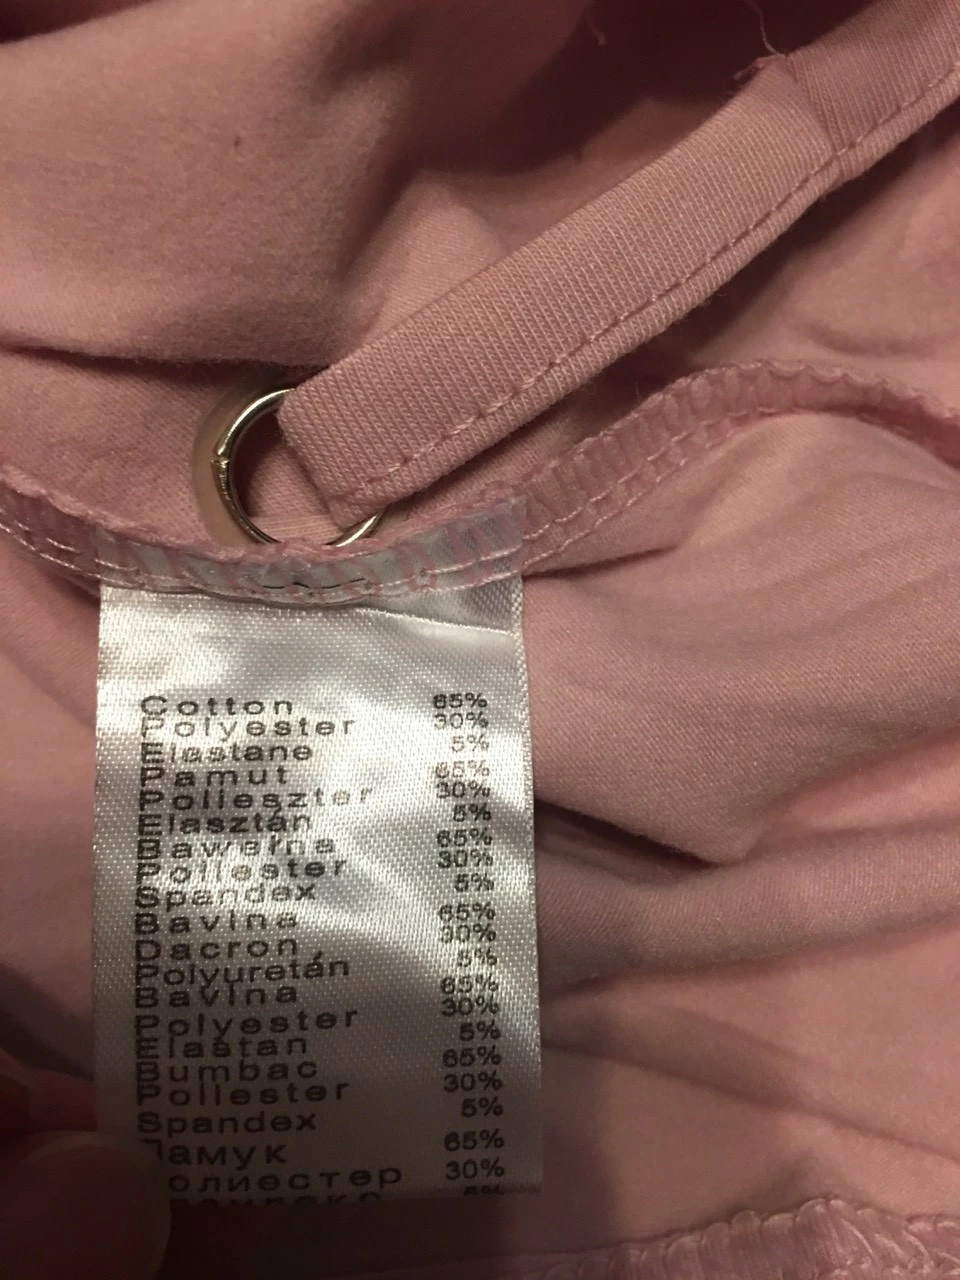 Cotton 65%
Polyester 30%
Elastane 5%
Pamut 65%
Polieszter 30%
Elasztán 5%
Bawełna 65%
Poliester 30%
Spandex 5%
Bavlna 65%
Dacron 30%
Polyuretán 5%
Bavlna 65%
Polyester 30%
Elastan 5%
Bumbac 65%
Poliester 30%
Spandex 5%
Памук 65%
Полиестер 30%
5%